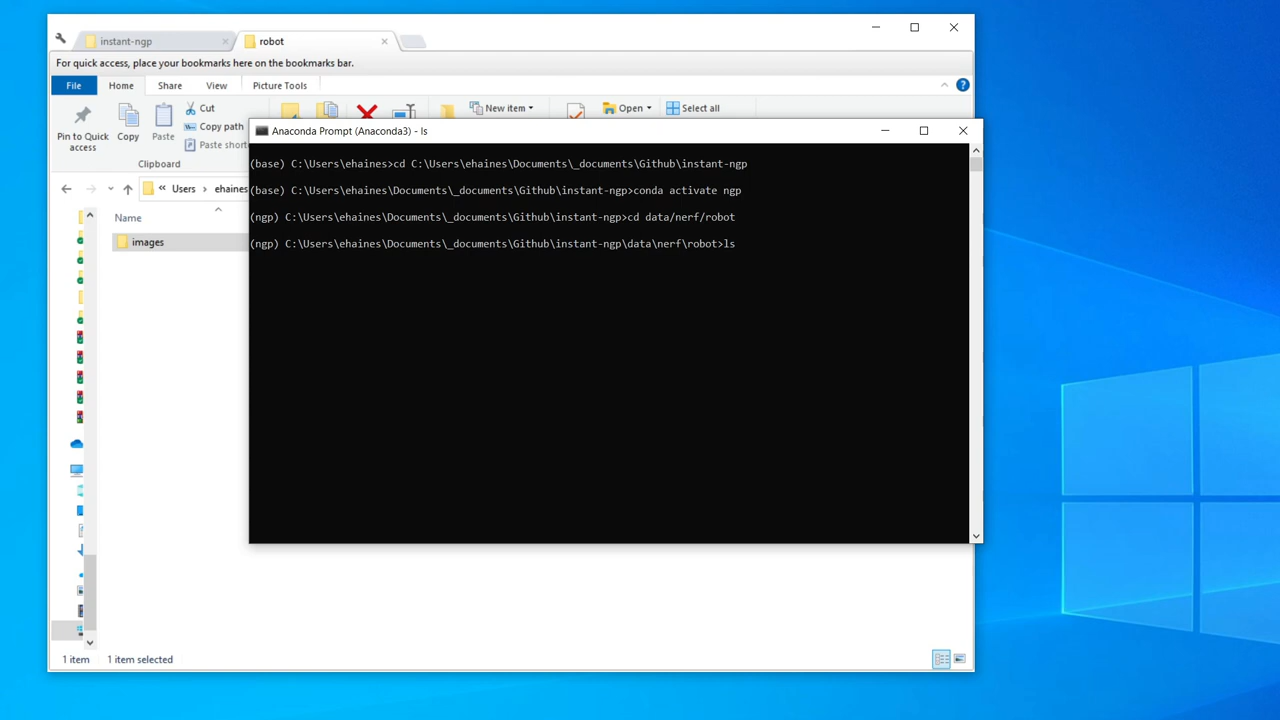 instant-ngp
robot
For quick access, place your bookmarks here on the bookmarks bar.
File Home Share View Picture Tools
Pin to Quick access
Copy
Paste
Cut
Copy path
Paste short
Clipboard
New item
Open
Select all
« Users › ehaines
Name
images
Anaconda Prompt (Anaconda3) - ls
(base) C:\Users\ehaines>cd C:\Users\ehaines\Documents\_documents\Github\instant-ngp
(base) C:\Users\ehaines\Documents\_documents\Github\instant-ngp>conda activate ngp
(ngp) C:\Users\ehaines\Documents\_documents\Github\instant-ngp>cd data/nerf/robot
(ngp) C:\Users\ehaines\Documents\_documents\Github\instant-ngp\data\nerf\robot>ls
1 item 1 item selected